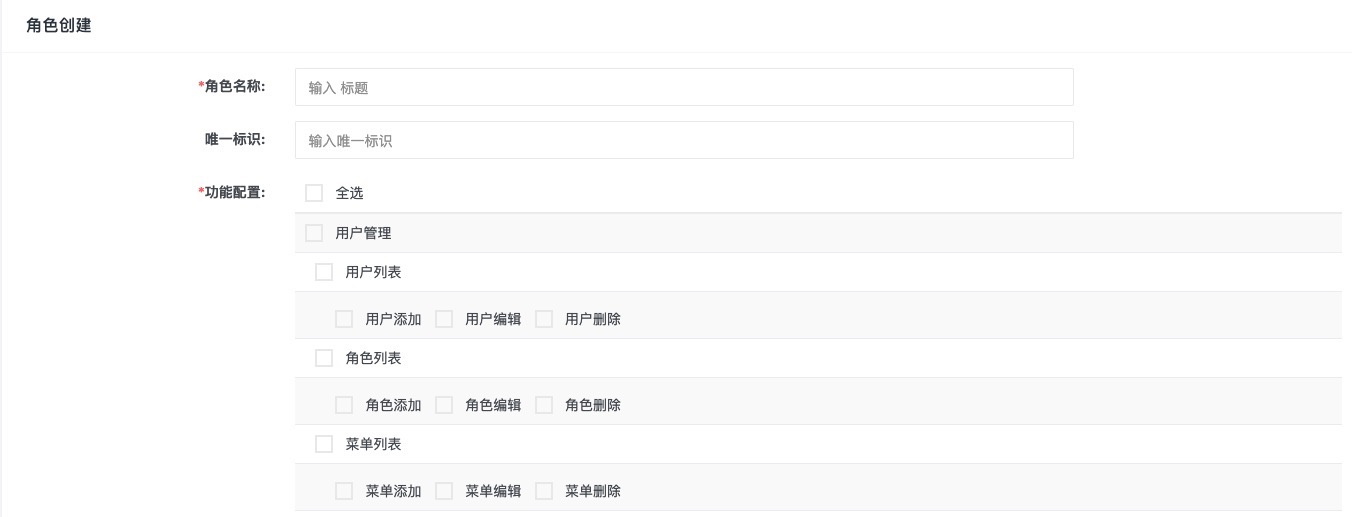 角色创建
*角色名称: 输入 标题
唯一标识: 输入唯一标识
*功能配置: 全选
用户管理
用户列表
用户添加 用户编辑 用户删除
角色列表
角色添加 角色编辑 角色删除
菜单列表
菜单添加 菜单编辑 菜单删除